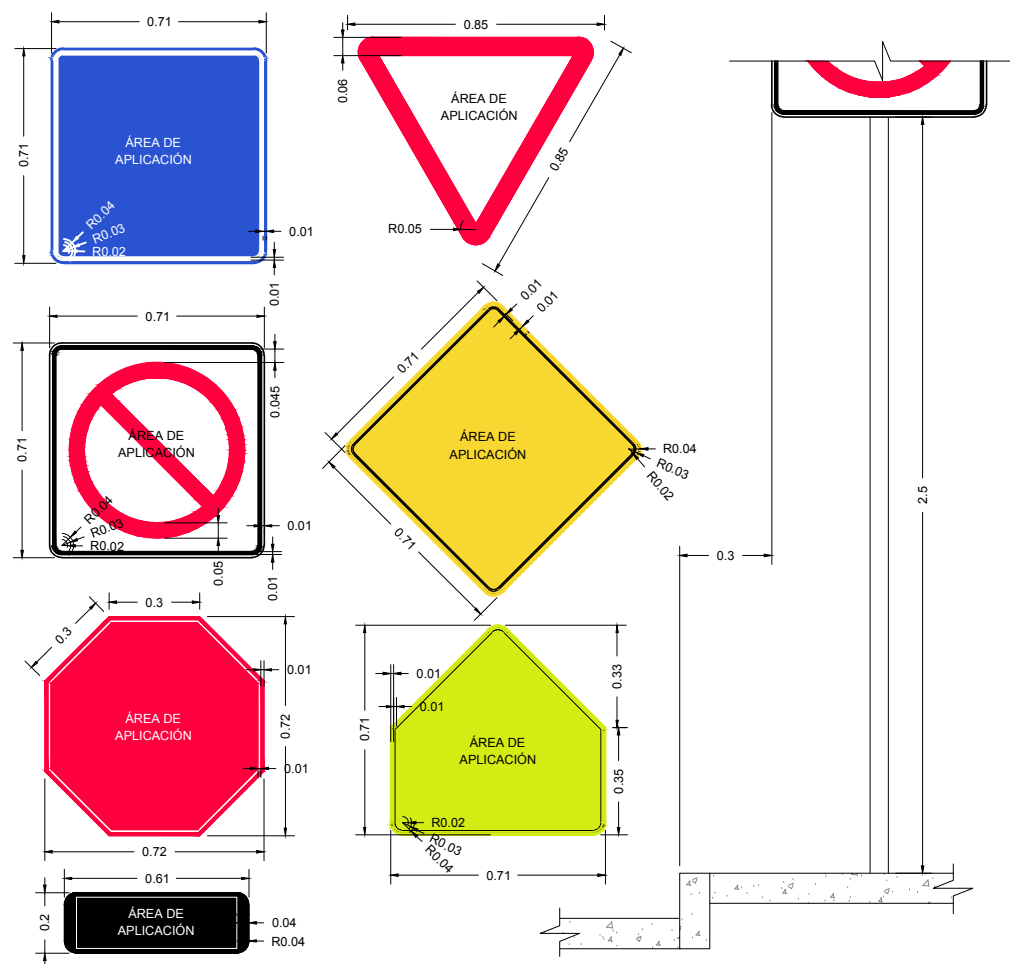 0.71
0.71
ÁREA DE
APLICACIÓN
R0.04
R0.03
R0.02
0.01
0.01
0.85
0.06
ÁREA DE
APLICACIÓN
0.85
R0.05
0.71
0.71
ÁREA DE
APLICACIÓN
0.045
R0.04
R0.03
R0.02
0.01
0.05
0.01
0.01
0.01
0.71
ÁREA DE
APLICACIÓN
R0.04
R0.03
R0.02
0.71
2.5
0.3
0.3
0.3
0.01
ÁREA DE
APLICACIÓN
0.72
0.01
0.72
0.01
0.01
0.71
0.33
ÁREA DE
APLICACIÓN
0.35
R0.02
R0.03
R0.04
0.71
0.61
0.2
ÁREA DE
APLICACIÓN
0.04
R0.04